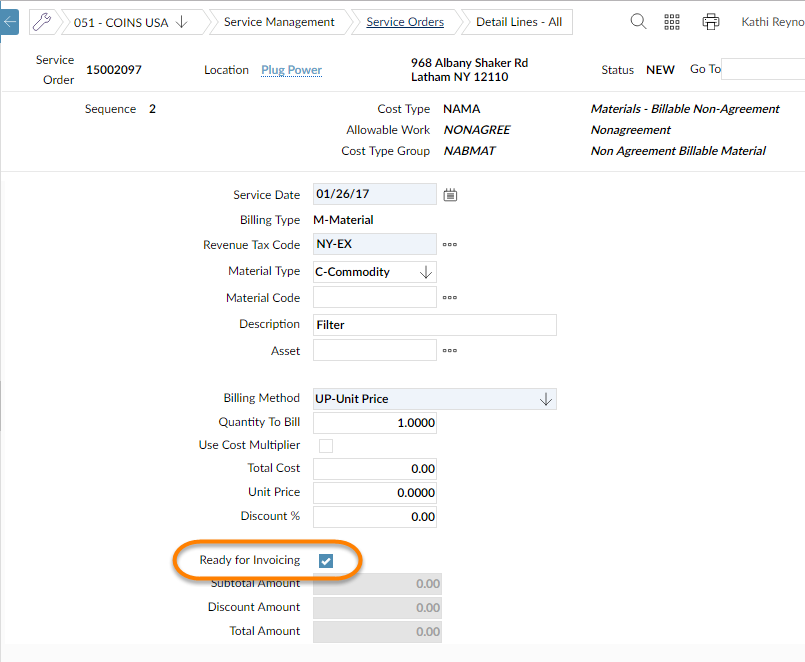 051 - COINS USA Service Management Service Orders Detail Lines - All Kathi Reyno
Service Order 15002097 Location Plug Power 968 Albany Shaker Rd Latham NY 12110 Status NEW Go To
Sequence 2 Cost Type NAMA Materials - Billable Non-Agreement
Allowable Work NONAGREE Nonagreement
Cost Type Group NABMAT Non Agreement Billable Material
Service Date 01/26/17
Billing Type M-Material
Revenue Tax Code NY-EX
Material Type C-Commodity
Material Code
Description Filter
Asset
Billing Method UP-Unit Price
Quantity To Bill 1.0000
Use Cost Multiplier
Total Cost 0.00
Unit Price 0.0000
Discount % 0.00
Ready for Invoicing
Subtotal Amount 0.00
Discount Amount 0.00
Total Amount 0.00